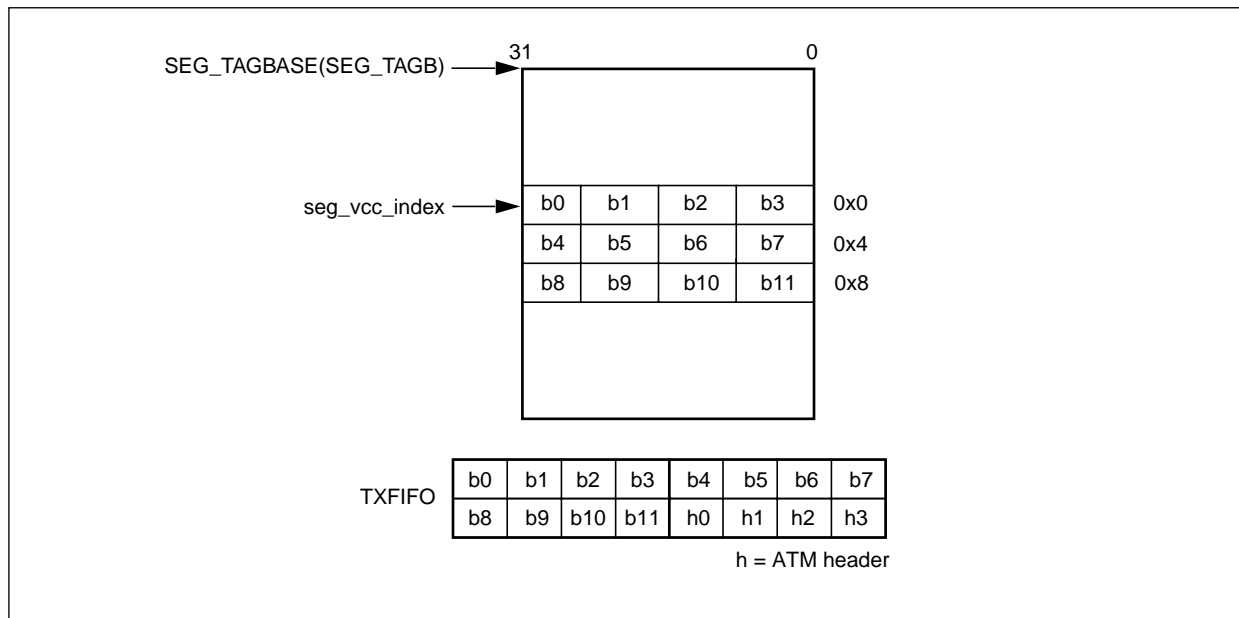 31 0
SEG_TAGBASE(SEG_TAGB)
seg_vcc_index b0 b1 b2 b3 0x0
b4 b5 b6 b7 0x4
b8 b9 b10 b11 0x8
TXFIFO
b0 b1 b2 b3 b4 b5 b6 b7
b8 b9 b10 b11 h0 h1 h2 h3
h = ATM header